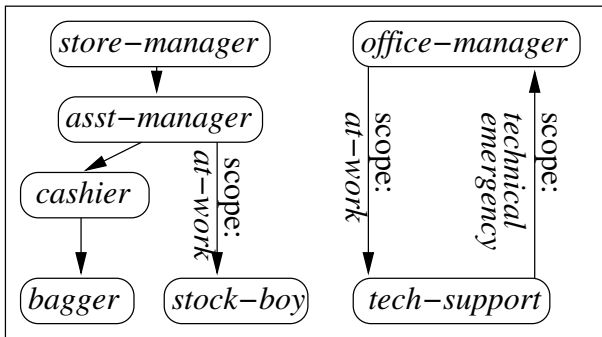 store−manager
asst−manager
cashier
bagger
scope:
at−work
stock−boy
office−manager
scope:
at−work
scope:
technical
emergency
tech−support